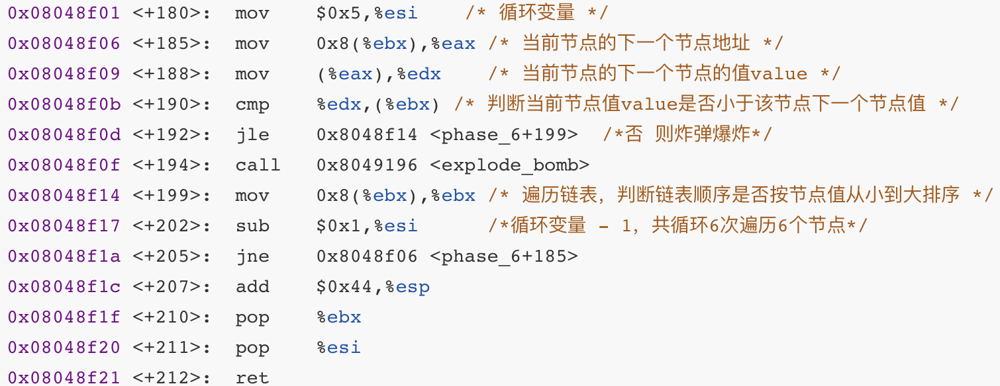 0x08048f01 <+180>: mov $0x5,%esi /* 循环变量 */
0x08048f06 <+185>: mov 0x8(%ebx),%eax /* 当前节点的下一个节点地址 */
0x08048f09 <+188>: mov (%eax),%edx /* 当前节点的下一个节点的值value */
0x08048f0b <+190>: cmp %edx,(%ebx) /* 判断当前节点值value是否小于该节点下一个节点值 */
0x08048f0d <+192>: jle 0x8048f14 <phase_6+199> /*否 则炸弹爆炸*/
0x08048f0f <+194>: call 0x8049196 <explode_bomb>
0x08048f14 <+199>: mov 0x8(%ebx),%ebx /* 遍历链表，判断链表顺序是否按节点值从小到大排序 */
0x08048f17 <+202>: sub $0x1,%esi /*循环变量 - 1，共循环6次遍历6个节点*/
0x08048f1a <+205>: jne 0x8048f06 <phase_6+185>
0x08048f1c <+207>: add $0x44,%esp
0x08048f1f <+210>: pop %ebx
0x08048f20 <+211>: pop %esi
0x08048f21 <+212>: ret